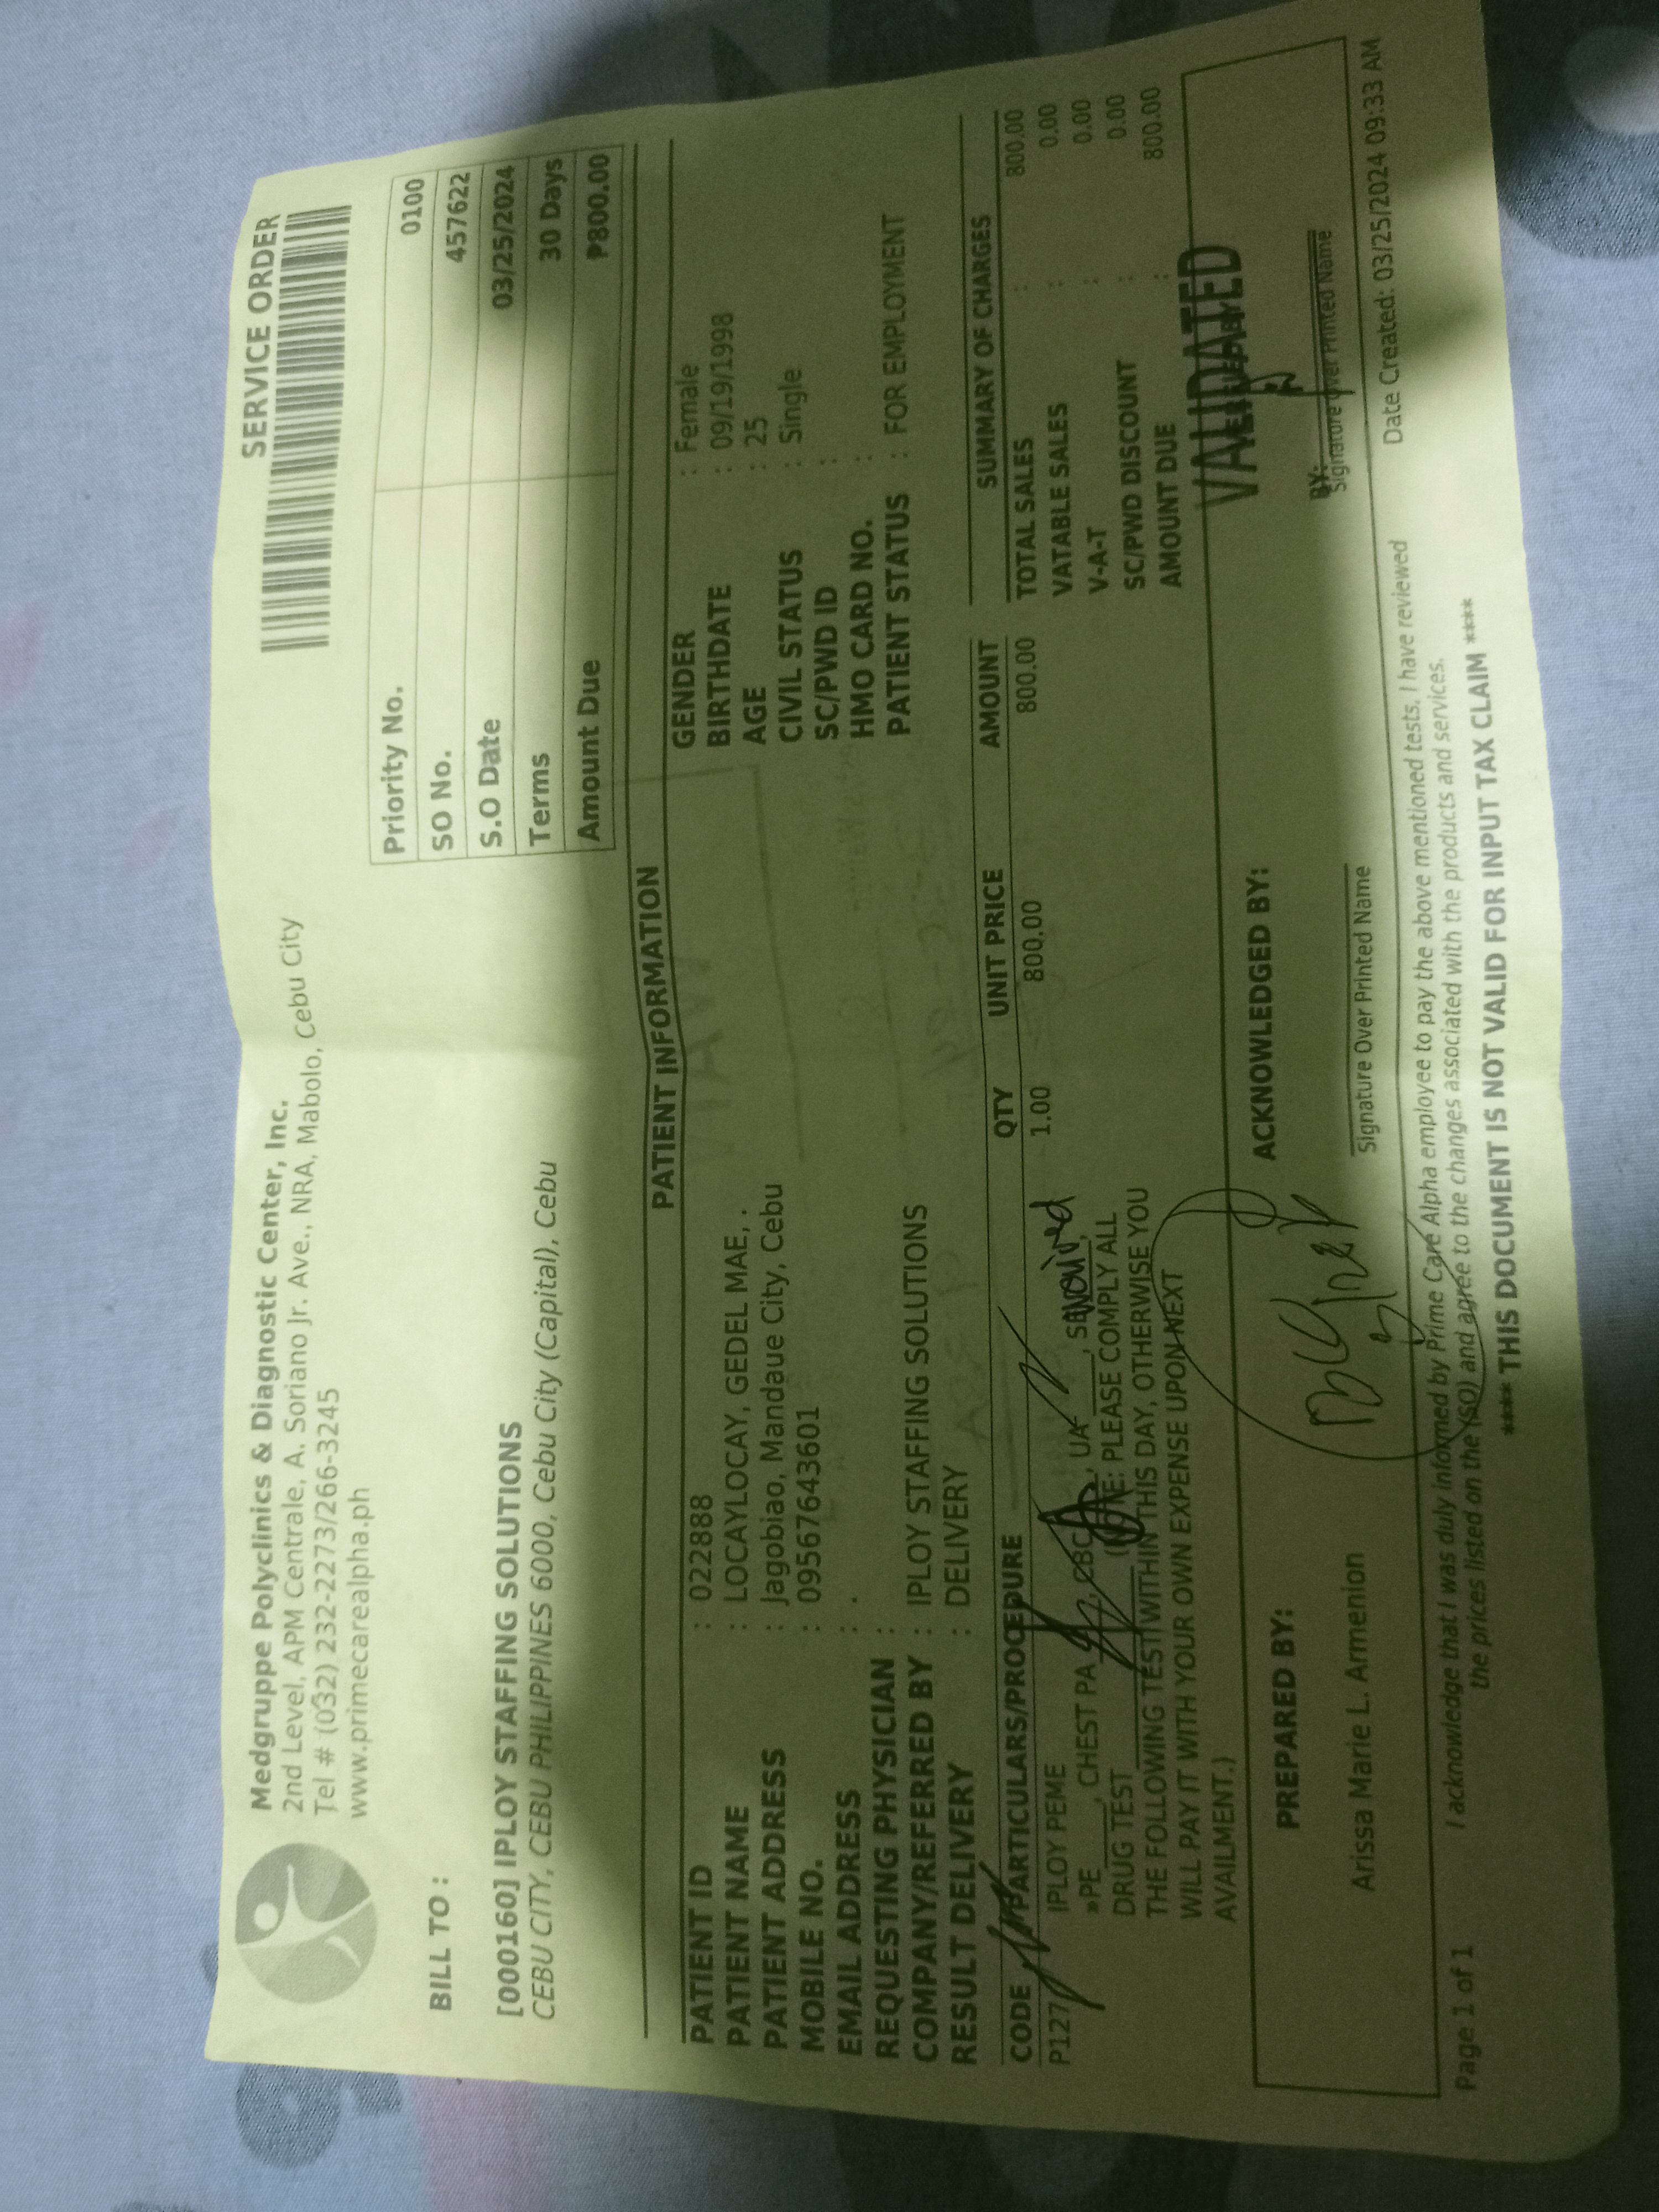 SERVICE ORDER
Medgruppe Polyclinics & Diagnostic Center, Inc.
2nd Level, APM Centrale, A. Soriano Jr. Ave., NRA, Mabolo, Cebu City
Tel # (032) 232-2273/266-3245
www.primecarealpha.ph
Priority No. 0100
SO No. 457622
S.O Date 03/25/2024
Terms 30 Days
Amount Due ₱800.00
BILL TO :
[000160] IPLOY STAFFING SOLUTIONS
CEBU CITY, CEBU PHILIPPINES 6000, Cebu City (Capital), Cebu
PATIENT INFORMATION
PATIENT ID : 022888
PATIENT NAME : LOCAYLOCAY, GEDEL MAE, .
PATIENT ADDRESS : Jagobiao, Mandaue City, Cebu
MOBILE NO. : 09567643601
EMAIL ADDRESS : .
REQUESTING PHYSICIAN :
COMPANY/REFERRED BY : IPLOY STAFFING SOLUTIONS
RESULT DELIVERY : DELIVERY
GENDER : Female
BIRTHDATE : 09/19/1998
AGE : 25
CIVIL STATUS : Single
SC/PWD ID :
HMO CARD NO. :
PATIENT STATUS : FOR EMPLOYMENT
CODE PARTICULARS/PROCEDURE QTY UNIT PRICE AMOUNT
P127 IPLOY PEME 1.00 800.00 800.00
»PE___, CHEST PA___, CBC___, UA___,
DRUG TEST___ (NOTE: PLEASE COMPLY ALL
THE FOLLOWING TEST WITHIN THIS DAY, OTHERWISE YOU
WILL PAY IT WITH YOUR OWN EXPENSE UPON NEXT
AVAILMENT.)
SUMMARY OF CHARGES
TOTAL SALES : 800.00
VATABLE SALES : 0.00
V-A-T : 0.00
SC/PWD DISCOUNT : 0.00
AMOUNT DUE : 800.00
VALIDATED
BY:
Signature Over Printed Name
PREPARED BY:
Arissa Marie L. Armenion
ACKNOWLEDGED BY:
Signature Over Printed Name
Page 1 of 1
I acknowledge that I was duly informed by Prime Care Alpha employee to pay the above mentioned tests. I have reviewed
the prices listed on the (SO) and agree to the changes associated with the products and services.
Date Created: 03/25/2024 09:33 AM
**** THIS DOCUMENT IS NOT VALID FOR INPUT TAX CLAIM ****